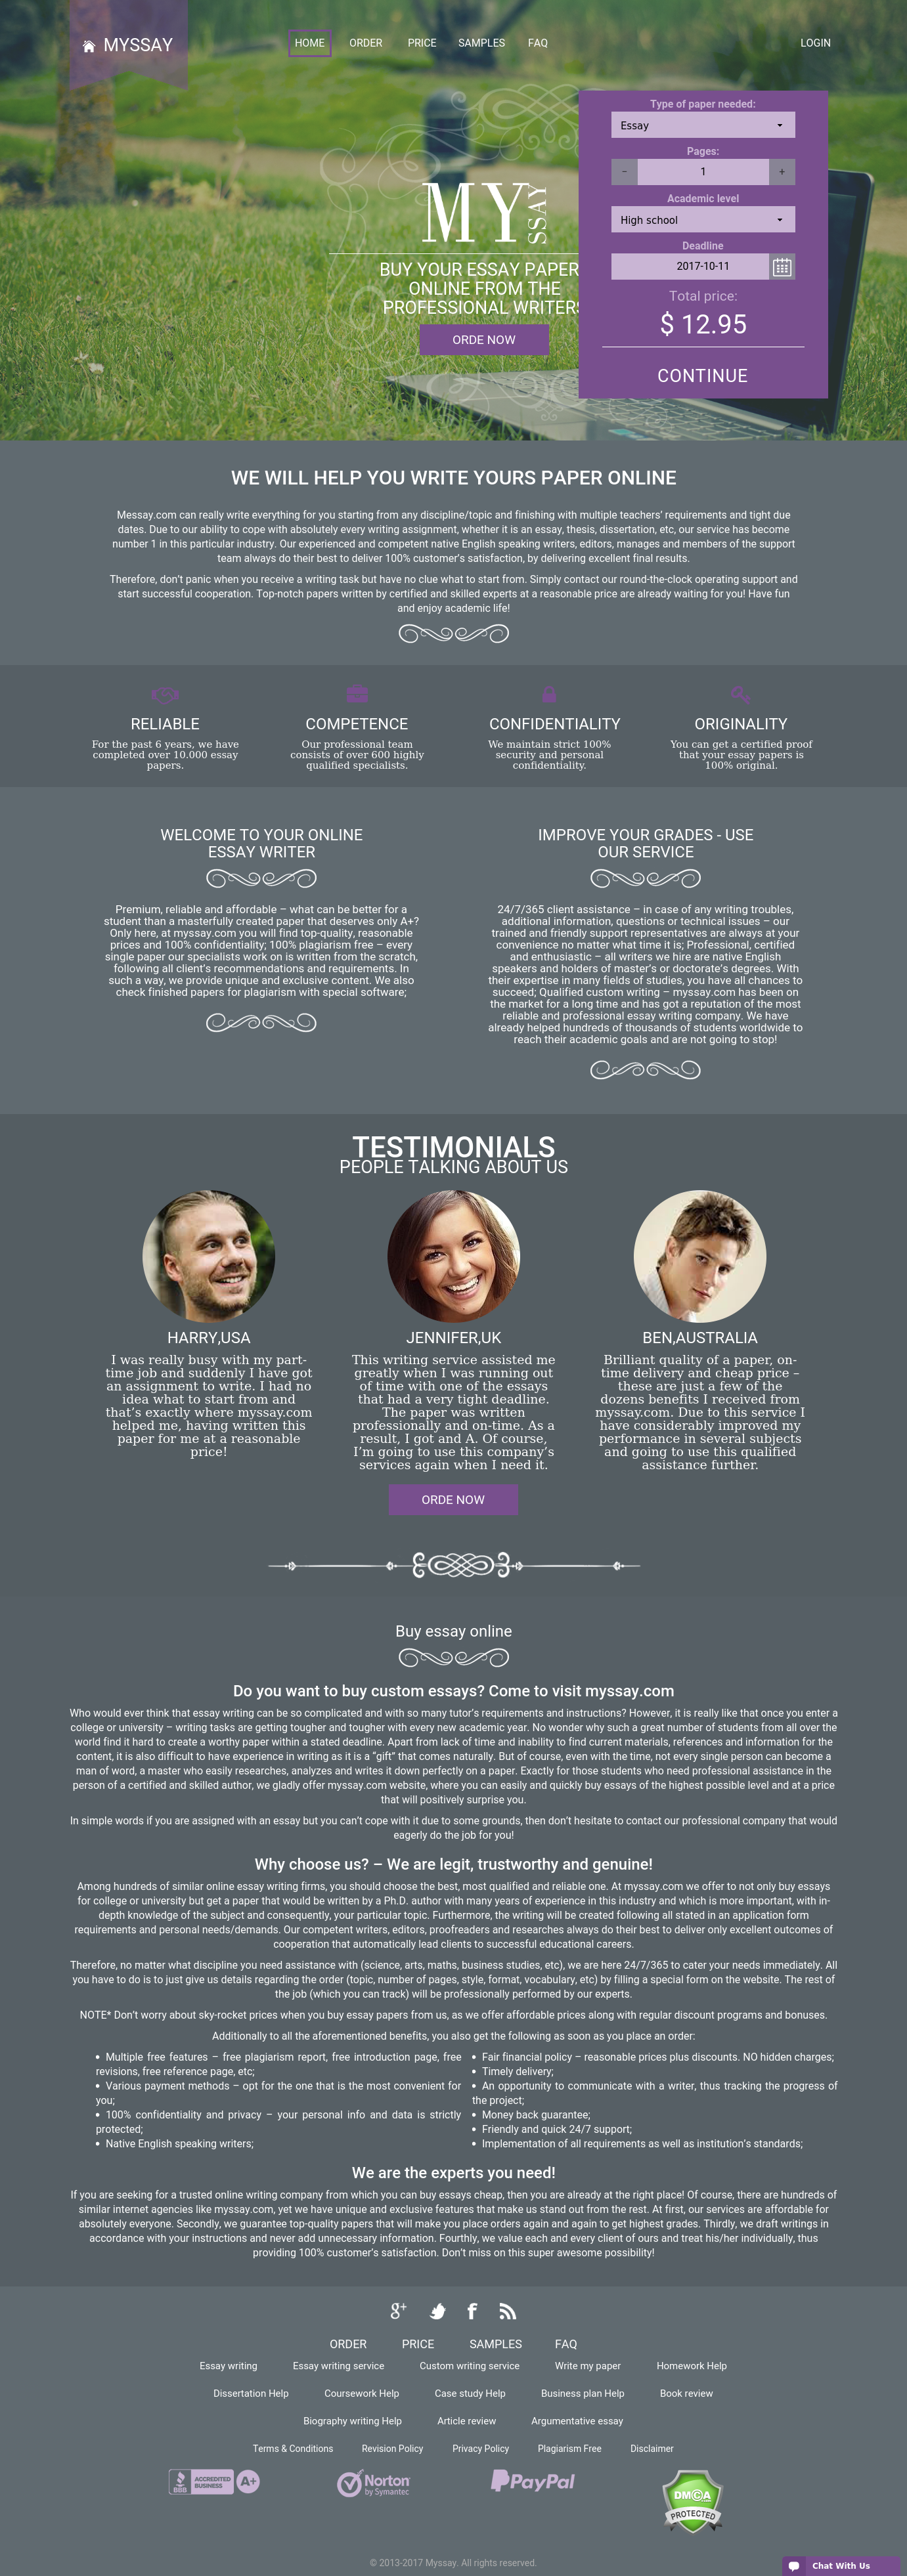 MYSSAY
HOME
ORDER
PRICE
SAMPLES
FAQ
LOGIN
MYSSAY
BUY YOUR ESSAY PAPER
ONLINE FROM THE
PROFESSIONAL WRITERS
ORDE NOW
Type of paper needed:
Essay
Pages:
− 1 +
Academic level
High school
Deadline
2017-10-11
Total price:
$ 12.95
CONTINUE
WE WILL HELP YOU WRITE YOURS PAPER ONLINE
Messay.com can really write everything for you starting from any discipline/topic and finishing with multiple teachers' requirements and tight due
dates. Due to our ability to cope with absolutely every writing assignment, whether it is an essay, thesis, dissertation, etc, our service has become
number 1 in this particular industry. Our experienced and competent native English speaking writers, editors, manages and members of the support
team always do their best to deliver 100% customer's satisfaction, by delivering excellent final results.
Therefore, don't panic when you receive a writing task but have no clue what to start from. Simply contact our round-the-clock operating support and
start successful cooperation. Top-notch papers written by certified and skilled experts at a reasonable price are already waiting for you! Have fun
and enjoy academic life!
RELIABLE
For the past 6 years, we have
completed over 10.000 essay
papers.
COMPETENCE
Our professional team
consists of over 600 highly
qualified specialists.
CONFIDENTIALITY
We maintain strict 100%
security and personal
confidentiality.
ORIGINALITY
You can get a certified proof
that your essay papers is
100% original.
WELCOME TO YOUR ONLINE
ESSAY WRITER
Premium, reliable and affordable – what can be better for a
student than a masterfully created paper that deserves only A+?
Only here, at myssay.com you will find top-quality, reasonable
prices and 100% confidentiality; 100% plagiarism free – every
single paper our specialists work on is written from the scratch,
following all client's recommendations and requirements. In
such a way, we provide unique and exclusive content. We also
check finished papers for plagiarism with special software;
IMPROVE YOUR GRADES - USE
OUR SERVICE
24/7/365 client assistance – in case of any writing troubles,
additional information, questions or technical issues – our
trained and friendly support representatives are always at your
convenience no matter what time it is; Professional, certified
and enthusiastic – all writers we hire are native English
speakers and holders of master's or doctorate's degrees. With
their expertise in many fields of studies, you have all chances to
succeed; Qualified custom writing – myssay.com has been on
the market for a long time and has got a reputation of the most
reliable and professional essay writing company. We have
already helped hundreds of thousands of students worldwide to
reach their academic goals and are not going to stop!
TESTIMONIALS
PEOPLE TALKING ABOUT US
HARRY,USA
I was really busy with my part-
time job and suddenly I have got
an assignment to write. I had no
idea what to start from and
that's exactly where myssay.com
helped me, having written this
paper for me at a reasonable
price!
JENNIFER,UK
This writing service assisted me
greatly when I was running out
of time with one of the essays
that had a very tight deadline.
The paper was written
professionally and on-time. As a
result, I got and A. Of course,
I'm going to use this company's
services again when I need it.
BEN,AUSTRALIA
Brilliant quality of a paper, on-
time delivery and cheap price –
these are just a few of the
dozens benefits I received from
myssay.com. Due to this service I
have considerably improved my
performance in several subjects
and going to use this qualified
assistance further.
ORDE NOW
Buy essay online
Do you want to buy custom essays? Come to visit myssay.com
Who would ever think that essay writing can be so complicated and with so many tutor's requirements and instructions? However, it is really like that once you enter a
college or university – writing tasks are getting tougher and tougher with every new academic year. No wonder why such a great number of students from all over the
world find it hard to create a worthy paper within a stated deadline. Apart from lack of time and inability to find current materials, references and information for the
content, it is also difficult to have experience in writing as it is a "gift" that comes naturally. But of course, even with the time, not every single person can become a
man of word, a master who easily researches, analyzes and writes it down perfectly on a paper. Exactly for those students who need professional assistance in the
person of a certified and skilled author, we gladly offer myssay.com website, where you can easily and quickly buy essays of the highest possible level and at a price
that will positively surprise you.
In simple words if you are assigned with an essay but you can't cope with it due to some grounds, then don't hesitate to contact our professional company that would
eagerly do the job for you!
Why choose us? – We are legit, trustworthy and genuine!
Among hundreds of similar online essay writing firms, you should choose the best, most qualified and reliable one. At myssay.com we offer to not only buy essays
for college or university but get a paper that would be written by a Ph.D. author with many years of experience in this industry and which is more important, with in-
depth knowledge of the subject and consequently, your particular topic. Furthermore, the writing will be created following all stated in an application form
requirements and personal needs/demands. Our competent writers, editors, proofreaders and researches always do their best to deliver only excellent outcomes of
cooperation that automatically lead clients to successful educational careers.
Therefore, no matter what discipline you need assistance with (science, arts, maths, business studies, etc), we are here 24/7/365 to cater your needs immediately. All
you have to do is to just give us details regarding the order (topic, number of pages, style, format, vocabulary, etc) by filling a special form on the website. The rest of
the job (which you can track) will be professionally performed by our experts.
NOTE* Don't worry about sky-rocket prices when you buy essay papers from us, as we offer affordable prices along with regular discount programs and bonuses.
Additionally to all the aforementioned benefits, you also get the following as soon as you place an order:
• Multiple free features – free plagiarism report, free introduction page, free
revisions, free reference page, etc;
• Various payment methods – opt for the one that is the most convenient for
you;
• 100% confidentiality and privacy – your personal info and data is strictly
protected;
• Native English speaking writers;
• Fair financial policy – reasonable prices plus discounts. NO hidden charges;
• Timely delivery;
• An opportunity to communicate with a writer, thus tracking the progress of
the project;
• Money back guarantee;
• Friendly and quick 24/7 support;
• Implementation of all requirements as well as institution's standards;
We are the experts you need!
If you are seeking for a trusted online writing company from which you can buy essays cheap, then you are already at the right place! Of course, there are hundreds of
similar internet agencies like myssay.com, yet we have unique and exclusive features that make us stand out from the rest. At first, our services are affordable for
absolutely everyone. Secondly, we guarantee top-quality papers that will make you place orders again and again to get highest grades. Thirdly, we draft writings in
accordance with your instructions and never add unnecessary information. Fourthly, we value each and every client of ours and treat his/her individually, thus
providing 100% customer's satisfaction. Don't miss on this super awesome possibility!
ORDER
PRICE
SAMPLES
FAQ
Essay writing
Essay writing service
Custom writing service
Write my paper
Homework Help
Dissertation Help
Coursework Help
Case study Help
Business plan Help
Book review
Biography writing Help
Article review
Argumentative essay
Terms & Conditions
Revision Policy
Privacy Policy
Plagiarism Free
Disclaimer
BBB ACCREDITED BUSINESS A+
Norton by Symantec
PayPal
DMCA PROTECTED
© 2013-2017 Myssay. All rights reserved.
Chat With Us